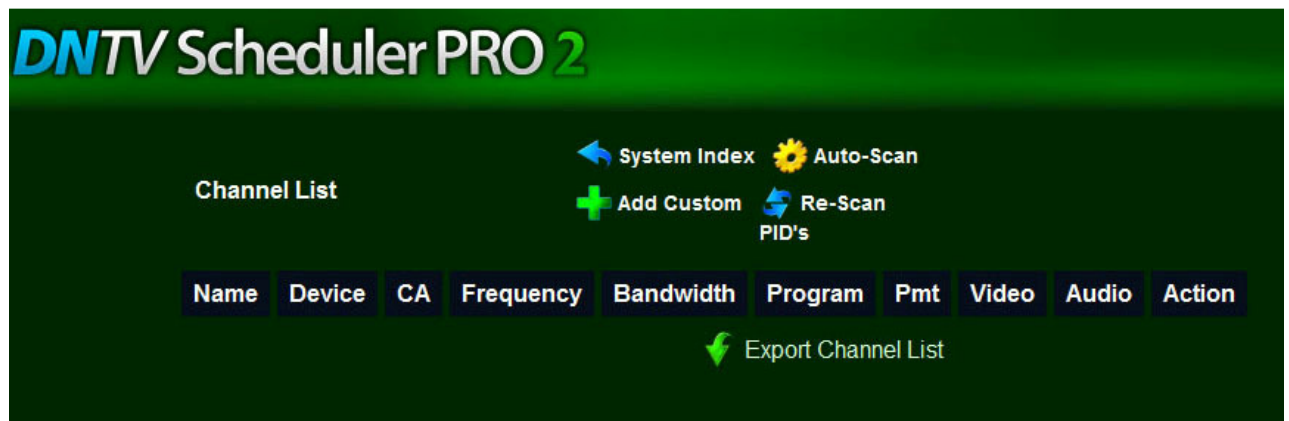 DNTV Scheduler PRO 2
System Index Auto-Scan
Channel List
Add Custom Re-Scan
PID's
Name Device CA Frequency Bandwidth Program Pmt Video Audio Action
Export Channel List